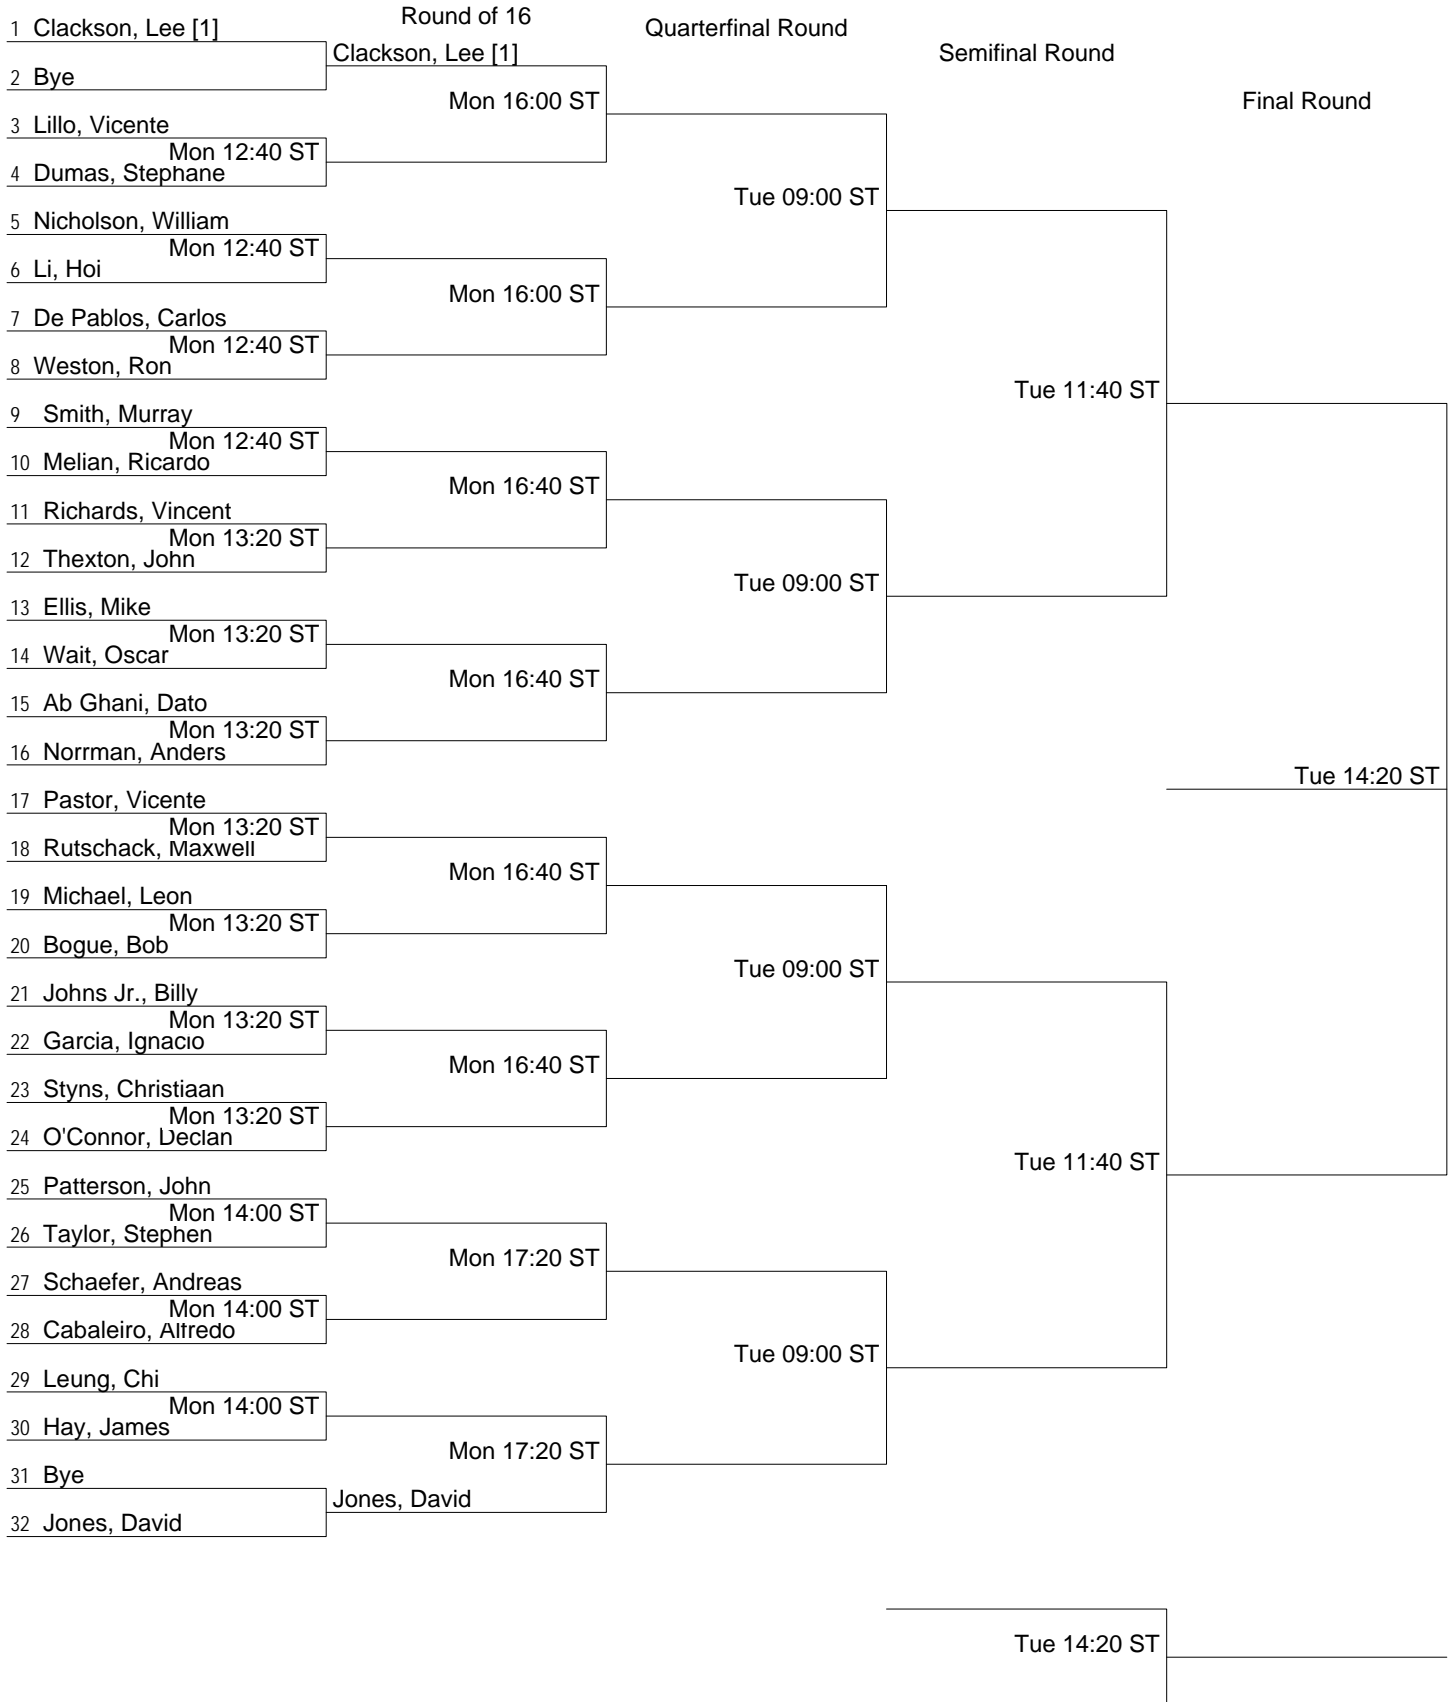 Round of 16
Quarterfinal Round
Semifinal Round
Final Round
1 Clackson, Lee [1]
Clackson, Lee [1]
2 Bye
Mon 16:00 ST
3 Lillo, Vicente
Mon 12:40 ST
4 Dumas, Stephane
Tue 09:00 ST
5 Nicholson, William
Mon 12:40 ST
6 Li, Hoi
Mon 16:00 ST
7 De Pablos, Carlos
Mon 12:40 ST
8 Weston, Ron
Tue 11:40 ST
9 Smith, Murray
Mon 12:40 ST
10 Melian, Ricardo
Mon 16:40 ST
11 Richards, Vincent
Mon 13:20 ST
12 Thexton, John
Tue 09:00 ST
13 Ellis, Mike
Mon 13:20 ST
14 Wait, Oscar
Mon 16:40 ST
15 Ab Ghani, Dato
Mon 13:20 ST
16 Norrman, Anders
Tue 14:20 ST
17 Pastor, Vicente
Mon 13:20 ST
18 Rutschack, Maxwell
Mon 16:40 ST
19 Michael, Leon
Mon 13:20 ST
20 Bogue, Bob
Tue 09:00 ST
21 Johns Jr., Billy
Mon 13:20 ST
22 Garcia, Ignacio
Mon 16:40 ST
23 Styns, Christiaan
Mon 13:20 ST
24 O'Connor, Declan
Tue 11:40 ST
25 Patterson, John
Mon 14:00 ST
26 Taylor, Stephen
Mon 17:20 ST
27 Schaefer, Andreas
Mon 14:00 ST
28 Cabaleiro, Alfredo
Tue 09:00 ST
29 Leung, Chi
Mon 14:00 ST
30 Hay, James
Mon 17:20 ST
31 Bye
Jones, David
32 Jones, David
Tue 14:20 ST